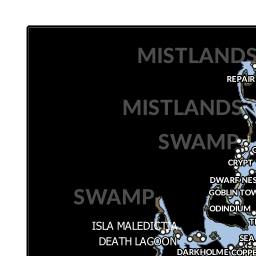 MISTLANDS
REPAIR
MISTLANDS
SWAMP
CRYPT
DWARF NES
GOBLIN TOW
SWAMP
ODINDIUM
ISLA MALEDICTA
DEATH LAGOON
SEA
DARKHOLME COPPE